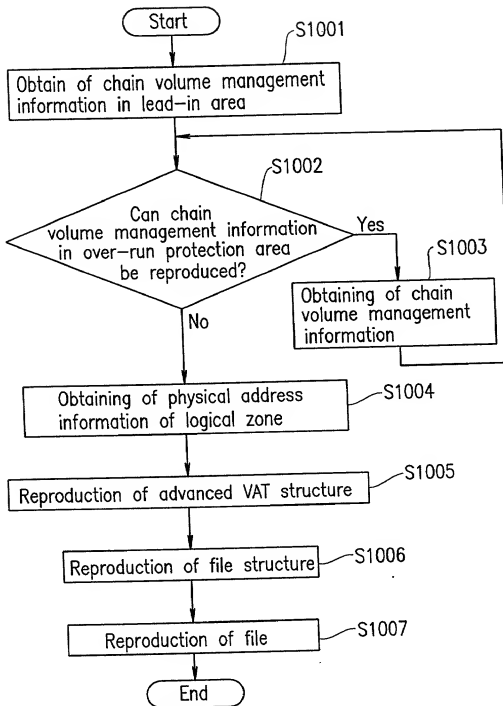 Start
S1001
Obtain of chain volume management
information in lead-in area
S1002
Can chain
volume management information
in over-run protection area
be reproduced?
Yes
S1003
Obtaining of chain
volume management
information
No
Obtaining of physical address
information of logical zone
S1004
S1005
Reproduction of advanced VAT structure
Reproduction of file structure
S1006
Reproduction of file
S1007
End